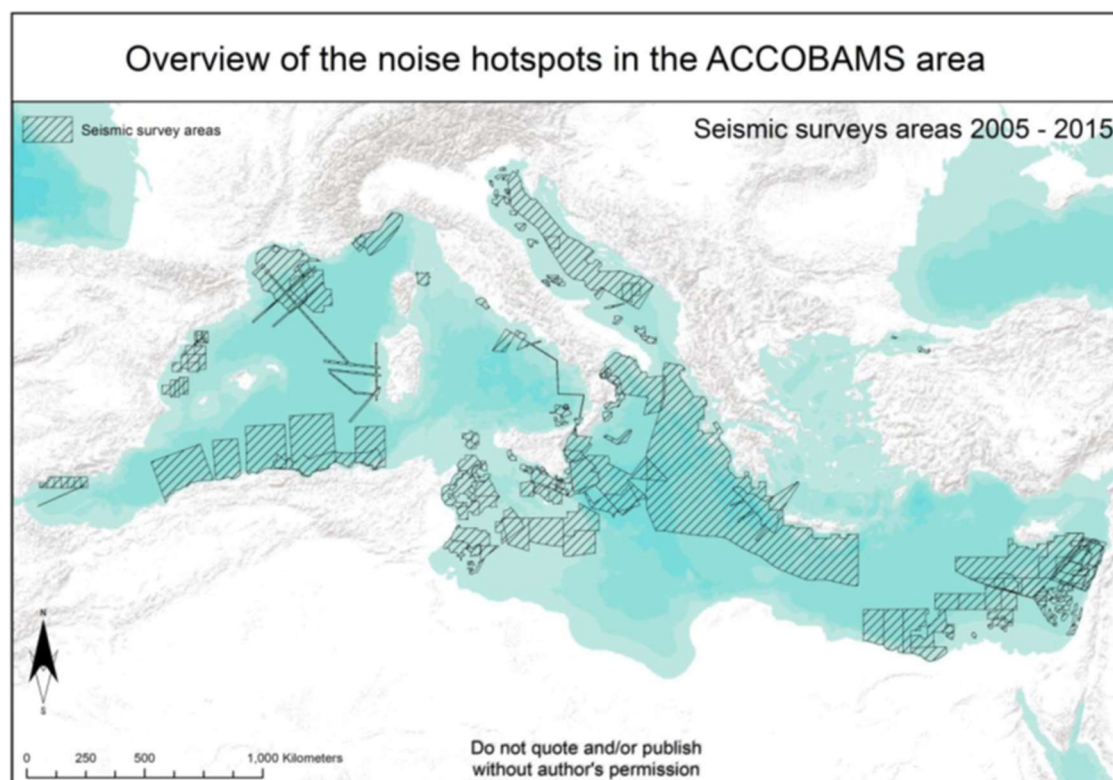 Overview of the noise hotspots in the ACCOBAMS area
Seismic survey areas
Seismic surveys areas 2005 - 2015
N
S
0 250 500 1,000 Kilometers
Do not quote and/or publish
without author's permission